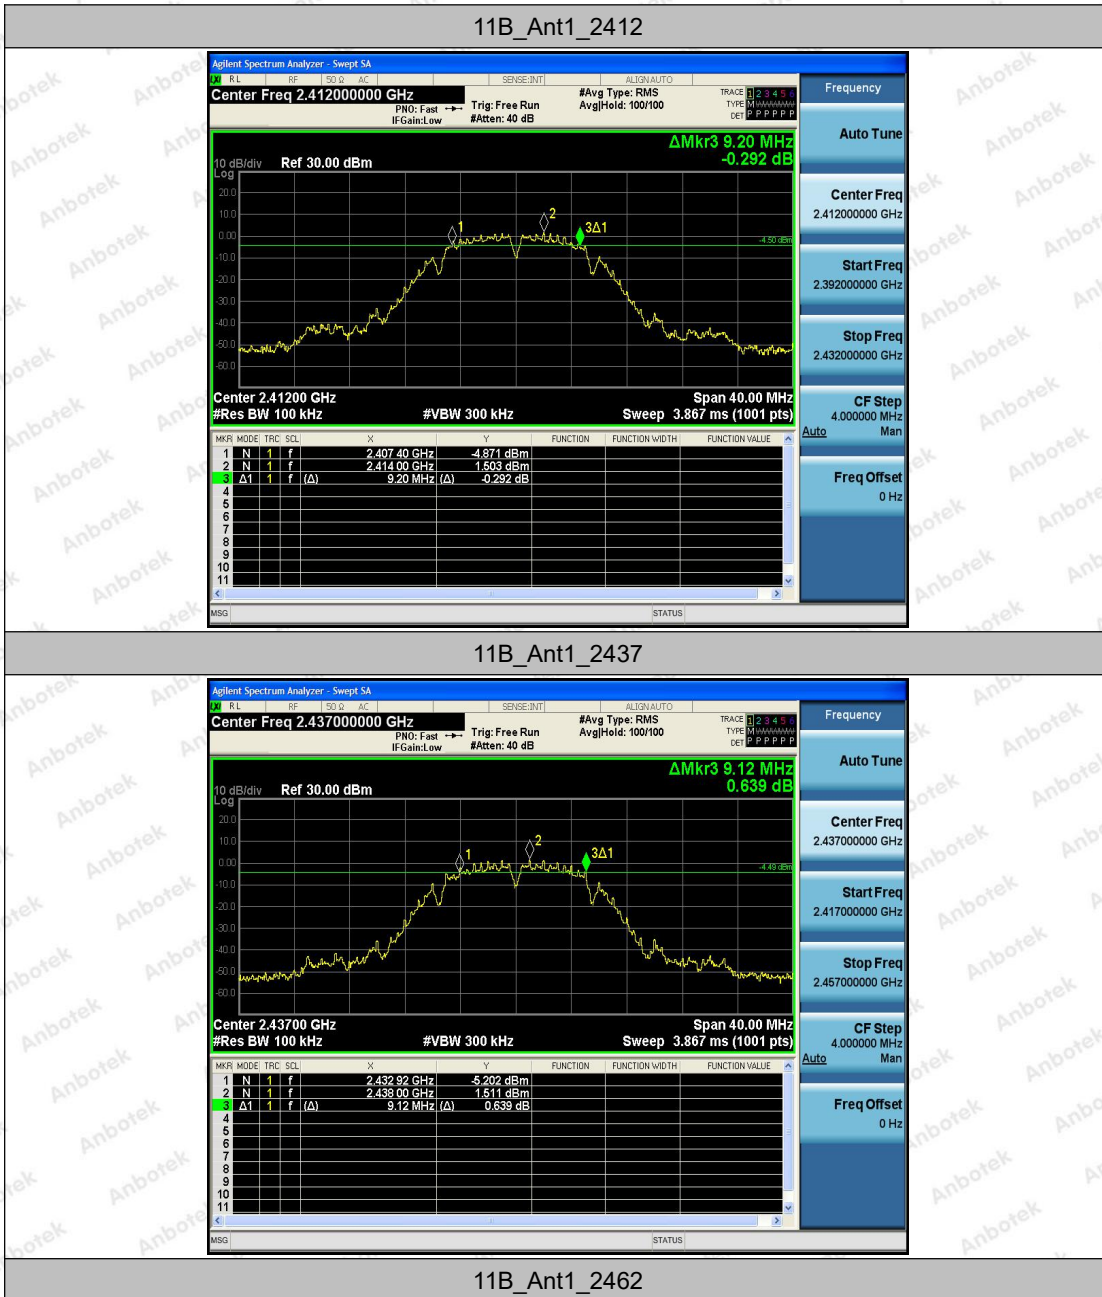 11B_Ant1_2412
Agilent Spectrum Analyzer - Swept SA
LXI RL RF 50 Ω AC SENSE:INT ALIGNAUTO
Center Freq 2.412000000 GHz
PNO: Fast
IFGain:Low
Trig: Free Run
#Atten: 40 dB
#Avg Type: RMS
Avg|Hold: 100/100
TRACE 1 2 3 4 5 6
TYPE M WWWWW
DET P P P P P P
Frequency
Auto Tune
ΔMkr3 9.20 MHz
-0.292 dB
10 dB/div Ref 30.00 dBm
Log
20.0
10.0
0.00
-10.0
-20.0
-30.0
-40.0
-50.0
-60.0
1
2
3Δ1
-4.50 dBm
Center Freq
2.412000000 GHz
Start Freq
2.392000000 GHz
Stop Freq
2.432000000 GHz
CF Step
4.000000 MHz
Auto Man
Freq Offset
0 Hz
Center 2.41200 GHz Span 40.00 MHz
#Res BW 100 kHz #VBW 300 kHz Sweep 3.867 ms (1001 pts)
MKR MODE TRC SCL X Y FUNCTION FUNCTION WIDTH FUNCTION VALUE
1 N 1 f 2.407 40 GHz -4.871 dBm
2 N 1 f 2.414 00 GHz 1.503 dBm
3 Δ1 1 f (Δ) 9.20 MHz (Δ) -0.292 dB
4
5
6
7
8
9
10
11
MSG STATUS
11B_Ant1_2437
Agilent Spectrum Analyzer - Swept SA
LXI RL RF 50 Ω AC SENSE:INT ALIGNAUTO
Center Freq 2.437000000 GHz
PNO: Fast
IFGain:Low
Trig: Free Run
#Atten: 40 dB
#Avg Type: RMS
Avg|Hold: 100/100
TRACE 1 2 3 4 5 6
TYPE M WWWWW
DET P P P P P P
Frequency
Auto Tune
ΔMkr3 9.12 MHz
0.639 dB
10 dB/div Ref 30.00 dBm
Log
20.0
10.0
0.00
-10.0
-20.0
-30.0
-40.0
-50.0
-60.0
1
2
3Δ1
-4.49 dBm
Center Freq
2.437000000 GHz
Start Freq
2.417000000 GHz
Stop Freq
2.457000000 GHz
CF Step
4.000000 MHz
Auto Man
Freq Offset
0 Hz
Center 2.43700 GHz Span 40.00 MHz
#Res BW 100 kHz #VBW 300 kHz Sweep 3.867 ms (1001 pts)
MKR MODE TRC SCL X Y FUNCTION FUNCTION WIDTH FUNCTION VALUE
1 N 1 f 2.432 92 GHz -5.202 dBm
2 N 1 f 2.438 00 GHz 1.511 dBm
3 Δ1 1 f (Δ) 9.12 MHz (Δ) 0.639 dB
4
5
6
7
8
9
10
11
MSG STATUS
11B_Ant1_2462